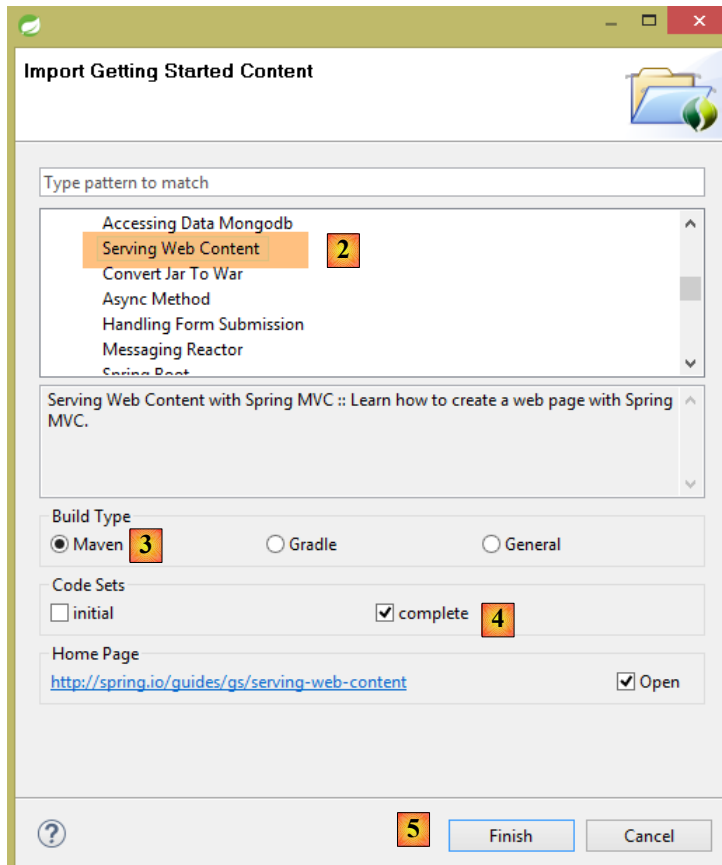 Import Getting Started Content
Type pattern to match
Accessing Data Mongodb
Serving Web Content
2
Convert Jar To War
Async Method
Handling Form Submission
Messaging Reactor
Spring Boot
Serving Web Content with Spring MVC :: Learn how to create a web page with Spring
MVC.
Build Type
Maven 3 Gradle General
Code Sets
initial complete 4
Home Page
http://spring.io/guides/gs/serving-web-content Open
? 5 Finish Cancel